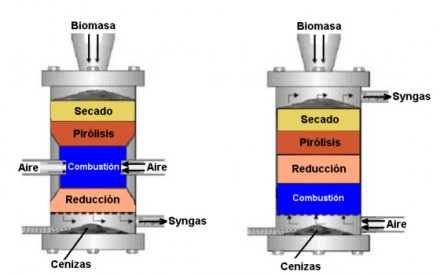 Biomasa
Secado
Pirólisis
Aire
Combustión
Aire
Reducción
Syngas
Cenizas
Biomasa
Syngas
Secado
Pirólisis
Reducción
Combustión
Aire
Cenizas